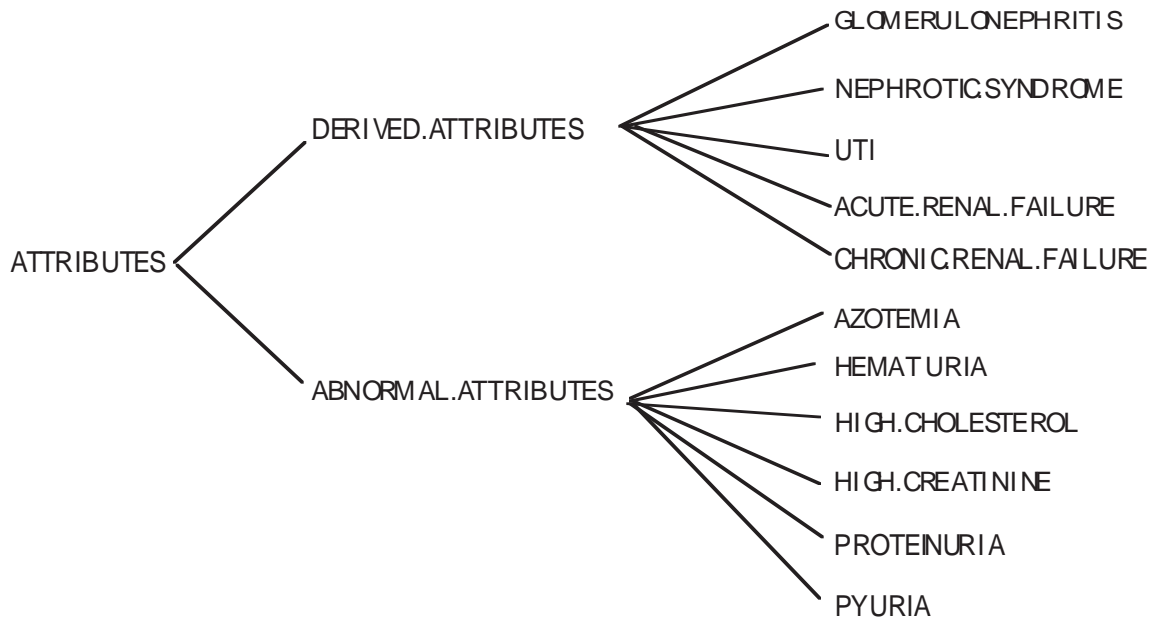 GLOMERULONEPHRITIS
NEPHROTIC.SYNDROME
DERIVED.ATTRIBUTES
UTI
ACUTE.RENAL.FAILURE
ATTRIBUTES
CHRONIC.RENAL.FAILURE
AZOTEMIA
HEMATURIA
ABNORMAL.ATTRIBUTES
HIGH.CHOLESTEROL
HIGH.CREATININE
PROTEINURIA
PYURIA